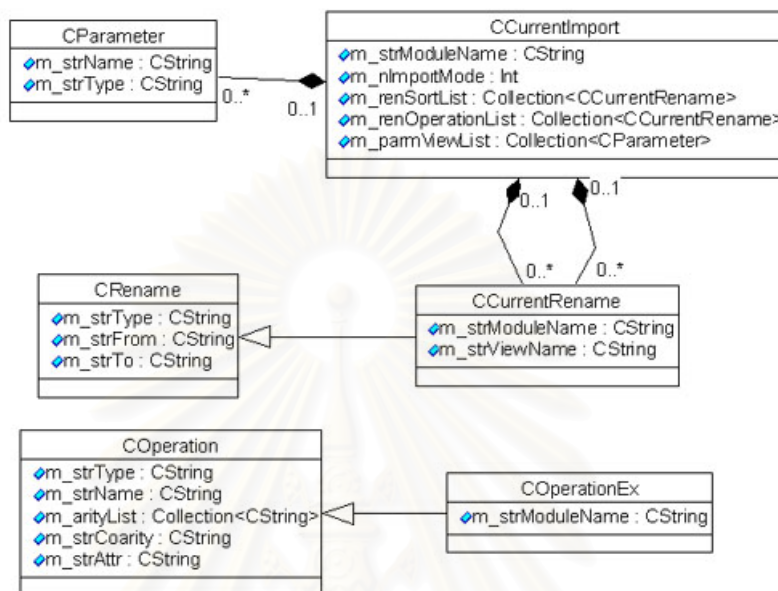 CParameter
m_strName : CString
m_strType : CString
0..*
0..1
CCurrentImport
m_strModuleName : CString
m_nImportMode : Int
m_renSortList : Collection<CCurrentRename>
m_renOperationList : Collection<CCurrentRename>
m_parmViewList : Collection<CParameter>
0..1
0..1
0..*
0..*
CRename
m_strType : CString
m_strFrom : CString
m_strTo : CString
CCurrentRename
m_strModuleName : CString
m_strViewName : CString
COperation
m_strType : CString
m_strName : CString
m_arityList : Collection<CString>
m_strCoarity : CString
m_strAttr : CString
COperationEx
m_strModuleName : CString